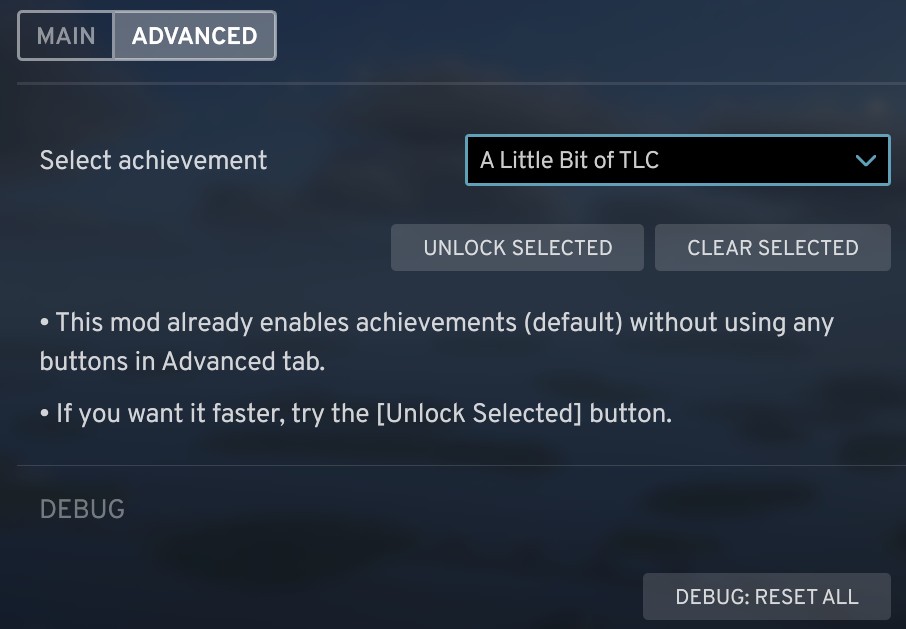 MAIN ADVANCED
Select achievement A Little Bit of TLC
UNLOCK SELECTED CLEAR SELECTED
• This mod already enables achievements (default) without using any
buttons in Advanced tab.
• If you want it faster, try the [Unlock Selected] button.
DEBUG
DEBUG: RESET ALL